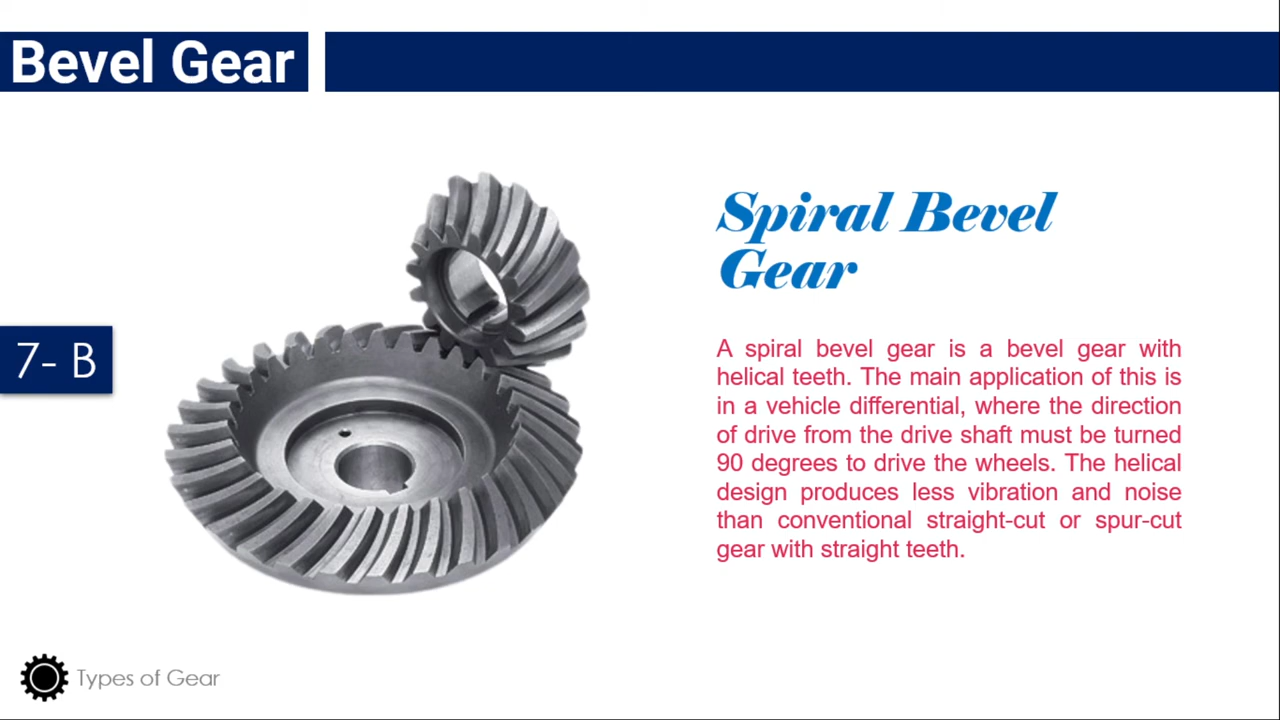 Bevel Gear
Spiral Bevel
Gear
7- B
A spiral bevel gear is a bevel gear with
helical teeth. The main application of this is
in a vehicle differential, where the direction
of drive from the drive shaft must be turned
90 degrees to drive the wheels. The helical
design produces less vibration and noise
than conventional straight-cut or spur-cut
gear with straight teeth.
Types of Gear